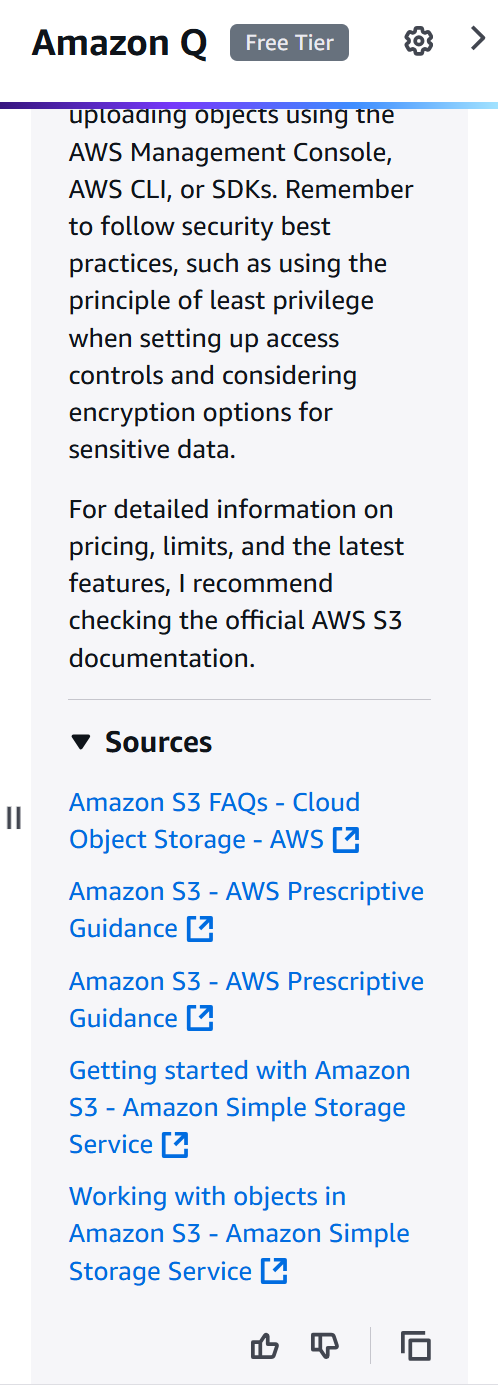 Amazon Q
Free Tier
uploading objects using the
AWS Management Console,
AWS CLI, or SDKs. Remember
to follow security best
practices, such as using the
principle of least privilege
when setting up access
controls and considering
encryption options for
sensitive data.
For detailed information on
pricing, limits, and the latest
features, I recommend
checking the official AWS S3
documentation.
Sources
Amazon S3 FAQs - Cloud
Object Storage - AWS
Amazon S3 - AWS Prescriptive
Guidance
Amazon S3 - AWS Prescriptive
Guidance
Getting started with Amazon
S3 - Amazon Simple Storage
Service
Working with objects in
Amazon S3 - Amazon Simple
Storage Service